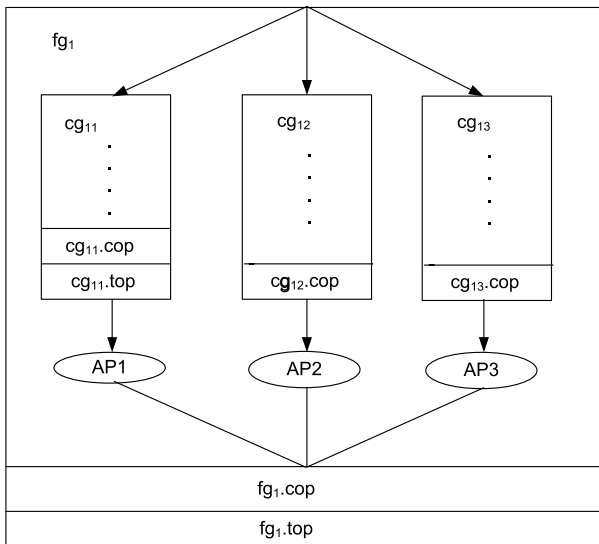 fg₁
cg₁₁
cg₁₂
cg₁₃
cg₁₁.cop
cg₁₁.top
cg₁₂.cop
cg₁₃.cop
AP1
AP2
AP3
fg₁.cop
fg₁.top